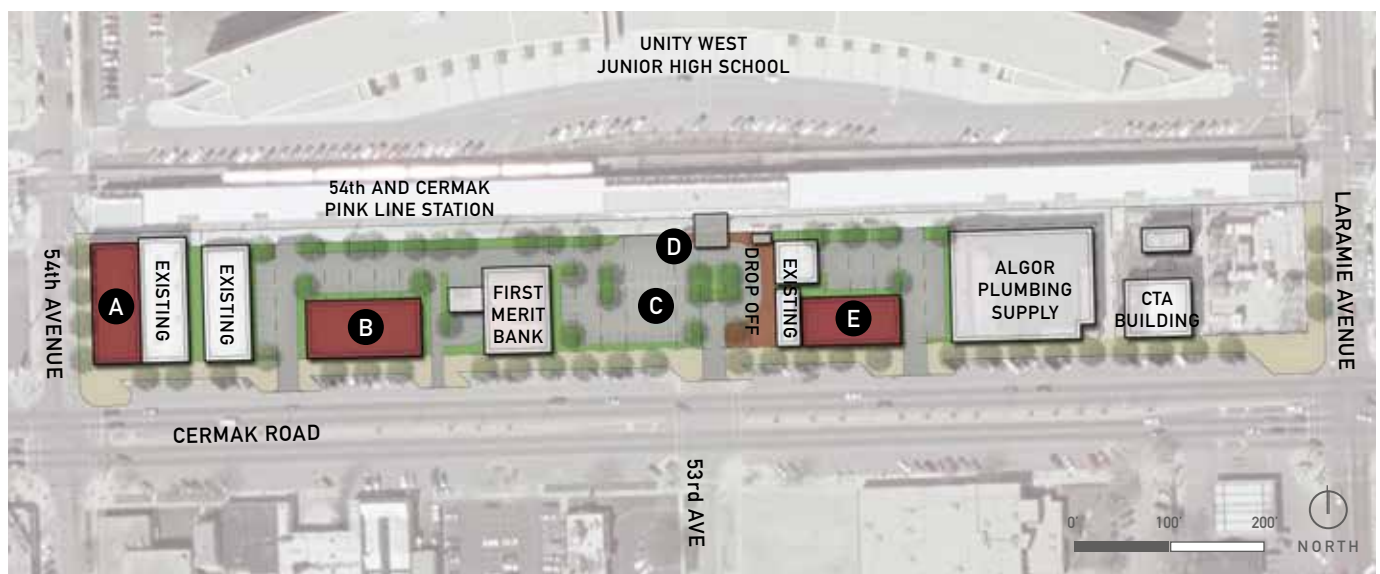 UNITY WEST
JUNIOR HIGH SCHOOL
54th AND CERMAK
PINK LINE STATION
54th AVENUE
A
EXISTING
EXISTING
B
FIRST
MERIT
BANK
C
D
DROP OFF
EXISTING
E
ALGOR
PLUMBING
SUPPLY
CTA
BUILDING
LARAMIE AVENUE
CERMAK ROAD
53rd AVE
0'
100'
200'
NORTH